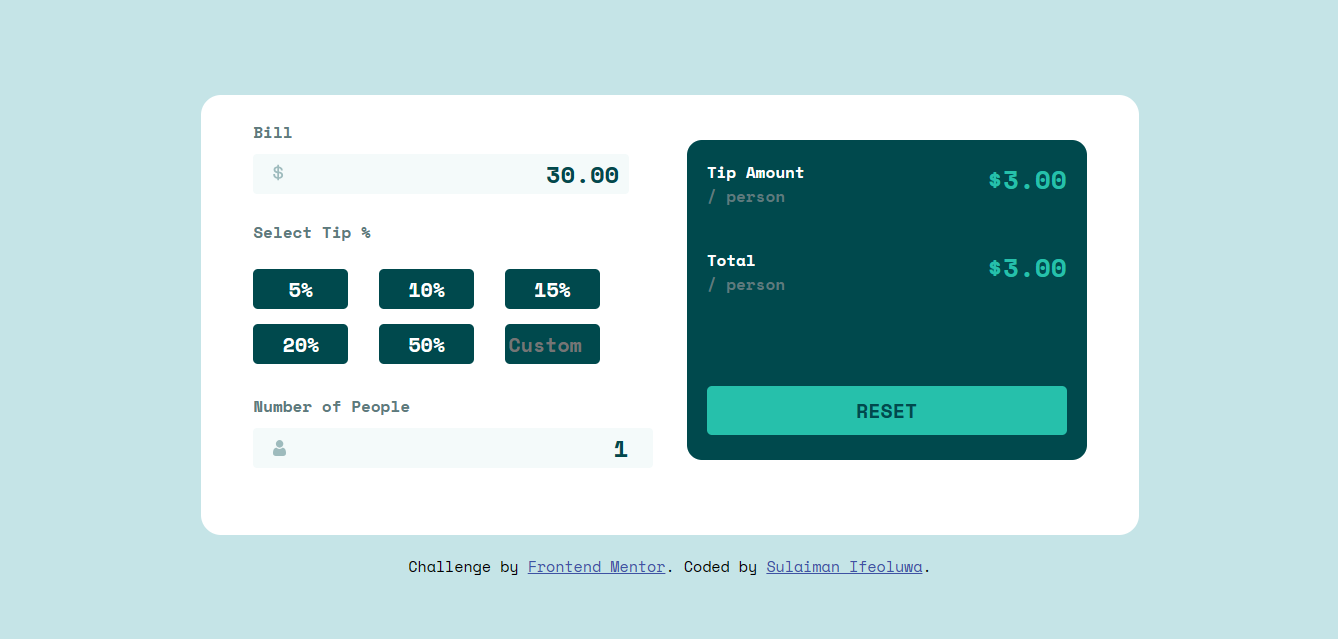 Bill
$ 30.00
Select Tip %
5% 10% 15%
20% 50% Custom
Number of People
1
Tip Amount
/ person
$3.00
Total
/ person
$3.00
RESET
Challenge by Frontend Mentor. Coded by Sulaiman Ifeoluwa.